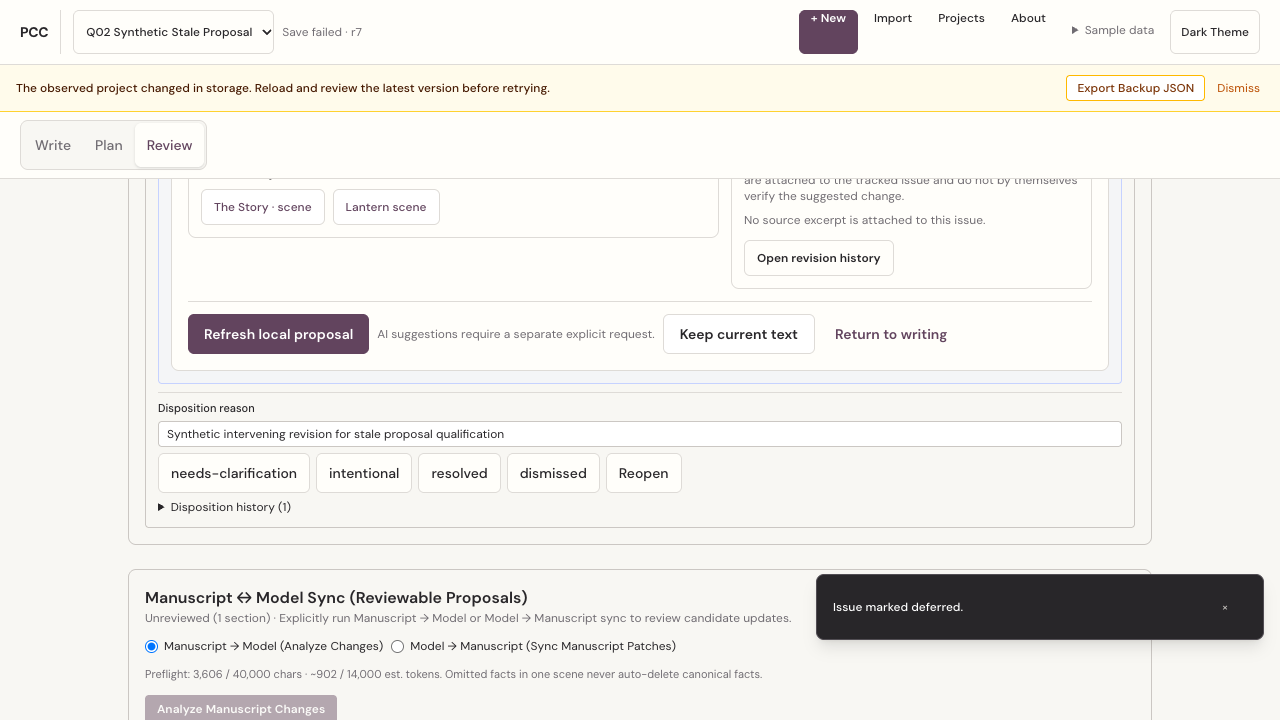 PCC
Q02 Synthetic Stale Proposal
Save failed · r7
+ New
Import
Projects
About
▶ Sample data
Dark Theme
The observed project changed in storage. Reload and review the latest version before retrying.
Export Backup JSON
Dismiss
Write
Plan
Review
are attached to the tracked issue and do not by themselves
verify the suggested change.
The Story · scene
Lantern scene
No source excerpt is attached to this issue.
Open revision history
Refresh local proposal
AI suggestions require a separate explicit request.
Keep current text
Return to writing
Disposition reason
Synthetic intervening revision for stale proposal qualification
needs-clarification
intentional
resolved
dismissed
Reopen
▶ Disposition history (1)
Manuscript ↔ Model Sync (Reviewable Proposals)
Unreviewed (1 section) · Explicitly run Manuscript → Model or Model → Manuscript sync to review candidate updates.
Issue marked deferred.
×
Manuscript → Model (Analyze Changes)
Model → Manuscript (Sync Manuscript Patches)
Preflight: 3,606 / 40,000 chars · ~902 / 14,000 est. tokens. Omitted facts in one scene never auto-delete canonical facts.
Analyze Manuscript Changes